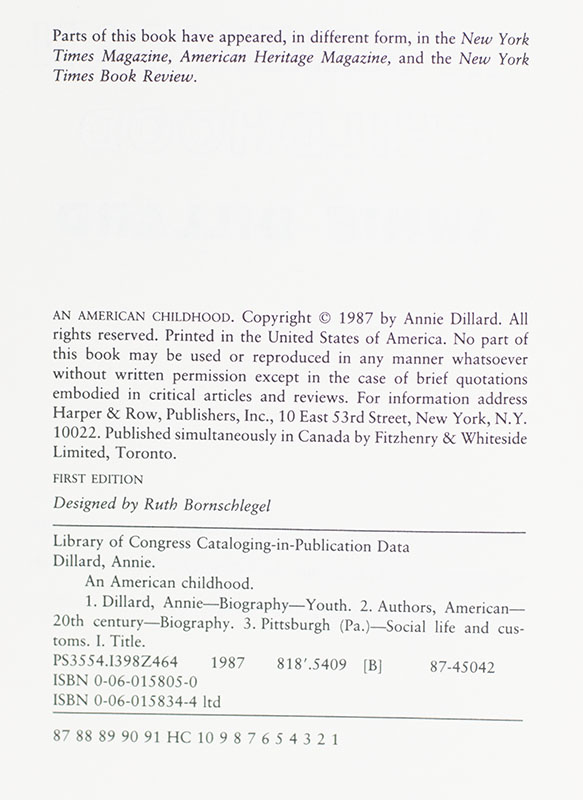 Parts of this book have appeared, in different form, in the New York
Times Magazine, American Heritage Magazine, and the New York
Times Book Review.
AN AMERICAN CHILDHOOD. Copyright © 1987 by Annie Dillard. All
rights reserved. Printed in the United States of America. No part of
this book may be used or reproduced in any manner whatsoever
without written permission except in the case of brief quotations
embodied in critical articles and reviews. For information address
Harper & Row, Publishers, Inc., 10 East 53rd Street, New York, N.Y.
10022. Published simultaneously in Canada by Fitzhenry & Whiteside
Limited, Toronto.
FIRST EDITION
Designed by Ruth Bornschlegel
Library of Congress Cataloging-in-Publication Data
Dillard, Annie.
An American childhood.
1. Dillard, Annie—Biography—Youth. 2. Authors, American—
20th century—Biography. 3. Pittsburgh (Pa.)—Social life and cus-
toms. I. Title.
PS3554.I398Z464 1987 818'.5409 [B] 87-45042
ISBN 0-06-015805-0
ISBN 0-06-015834-4 ltd
87 88 89 90 91 HC 10 9 8 7 6 5 4 3 2 1